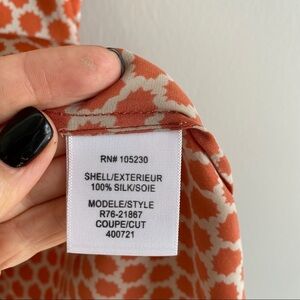 RN# 105230
SHELL/EXTERIEUR
100% SILK/SOIE
MODELE/STYLE
R76-21867
COUPE/CUT
400721